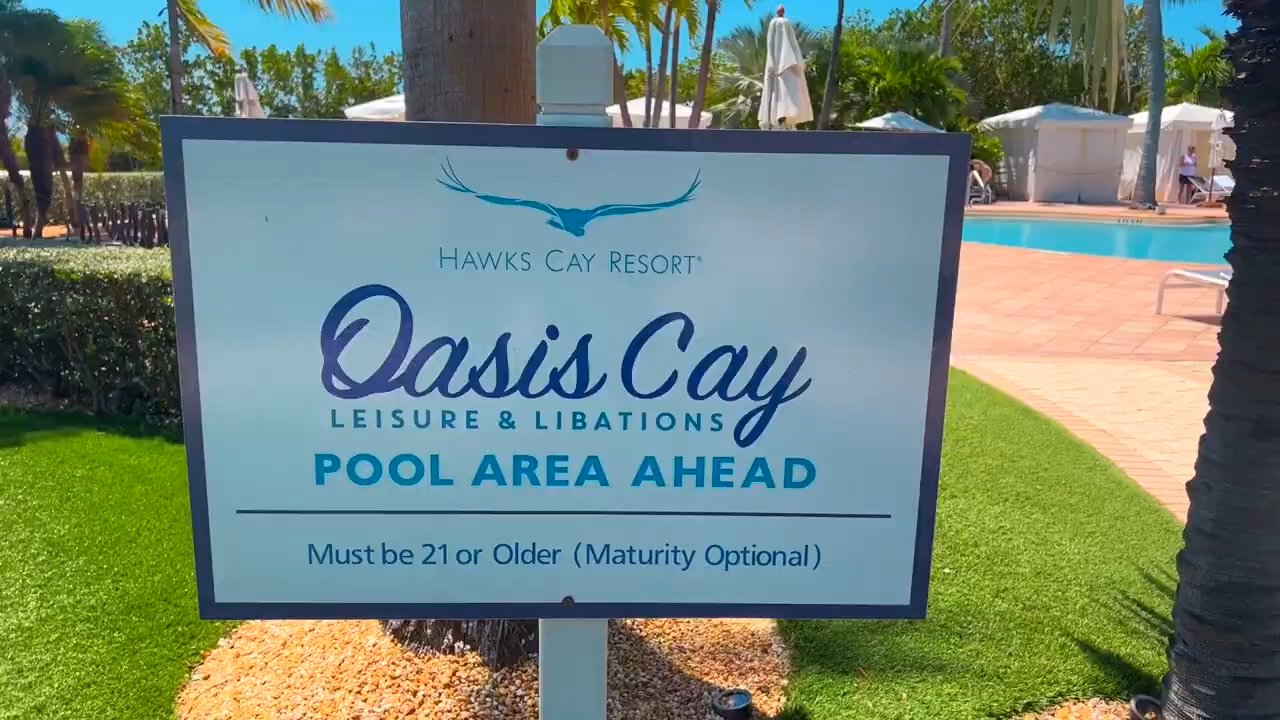 HAWKS CAY RESORT
Oasis Cay
LEISURE & LIBATIONS
POOL AREA AHEAD
Must be 21 or Older (Maturity Optional)